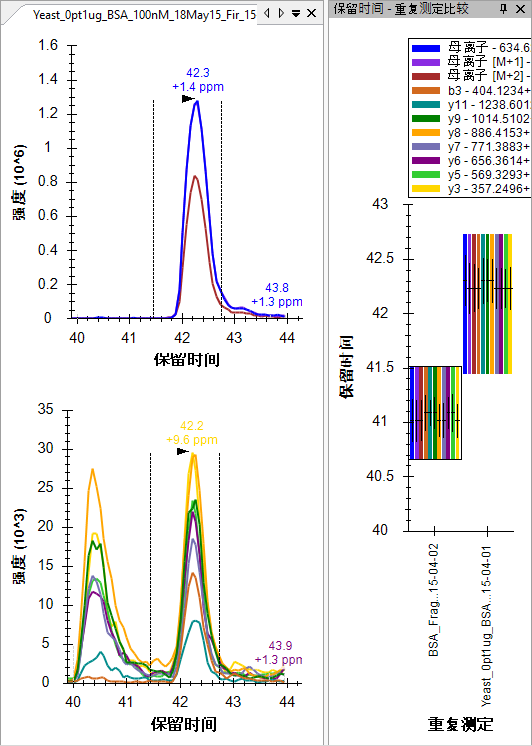 Yeast_0pt1ug_BSA_100nM_18May15_Fir_15
1.6
1.4
1.2
1
0.8
0.6
0.4
0.2
0
强度 (10^6)
42.3
+1.4 ppm
43.8
+1.3 ppm
40 41 42 43 44
保留时间
35
30
25
20
15
10
5
0
强度 (10^3)
42.2
+9.6 ppm
43.9
+1.3 ppm
40 41 42 43 44
保留时间
保留时间 - 重复测定比较
母离子 - 634.6
母离子 [M+1] -
母离子 [M+2] -
b3 - 404.1234+
y11 - 1238.601
y9 - 1014.5102
y8 - 886.4153+
y7 - 771.3883+
y6 - 656.3614+
y5 - 569.3293+
y3 - 357.2496+
43
42.5
42
41.5
41
40.5
40
保留时间
BSA_Frag...15-04-02
Yeast_0pt1ug_BSA...15-04-01
重复测定